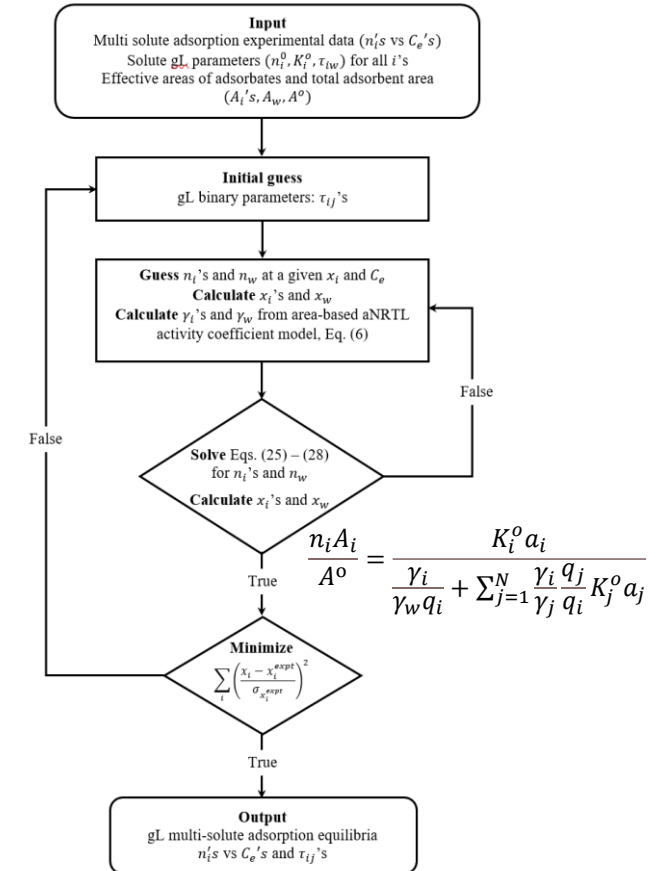 Input
Multi solute adsorption experimental data (nᵢ's vs Cₑ's)
Solute gL parameters (nᵢ⁰, Kᵢᵒ, τᵢw) for all i's
Effective areas of adsorbates and total adsorbent area
(Aᵢ's, A_w, Aᵒ)
Initial guess
gL binary parameters: τᵢⱼ's
Guess nᵢ's and n_w at a given xᵢ and Cₑ
Calculate xᵢ's and x_w
Calculate γᵢ's and γ_w from area-based aNRTL
activity coefficient model, Eq. (6)
False
False
Solve Eqs. (25) – (28)
for nᵢ's and n_w
Calculate xᵢ's and x_w
nᵢAᵢ / Aᵒ = Kᵢᵒaᵢ / (γᵢ / (γ_w qᵢ) + ∑ⱼ₌₁ᴺ (γᵢ / γⱼ) (qⱼ / qᵢ) Kⱼᵒaⱼ)
True
Minimize
∑ᵢ ((xᵢ − xᵢᵉˣᵖᵗ) / σ_xᵢᵉˣᵖᵗ)²
True
Output
gL multi-solute adsorption equilibria
nᵢ's vs Cₑ's and τᵢⱼ's